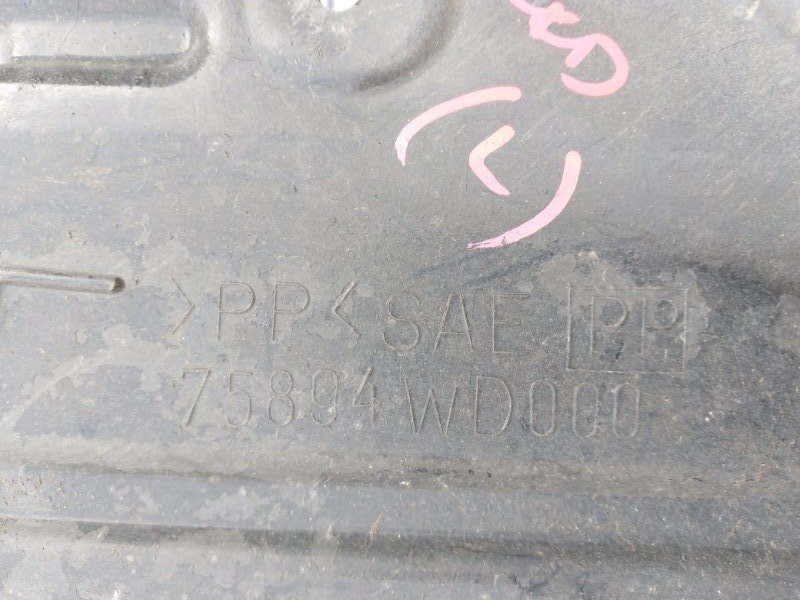 (L)
>PP< SAE PP
75894 WD000